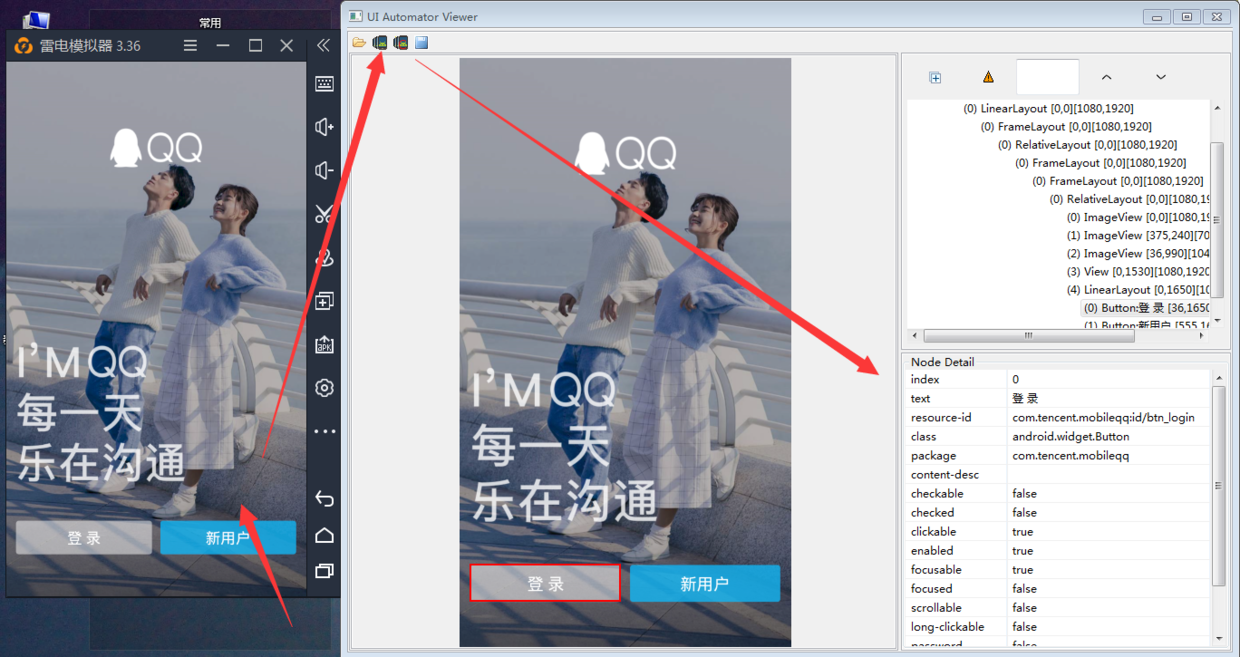 常用
雷电模拟器 3.36
QQ
I'M QQ
每一天
乐在沟通
登 录
新用户
APK
UI Automator Viewer
QQ
I'M QQ
每一天
乐在沟通
登 录
新用户
(0) LinearLayout [0,0][1080,1920]
(0) FrameLayout [0,0][1080,1920]
(0) RelativeLayout [0,0][1080,1920]
(0) FrameLayout [0,0][1080,1920]
(0) FrameLayout [0,0][1080,1920]
(0) RelativeLayout [0,0][1080,19
(0) ImageView [0,0][1080,19
(1) ImageView [375,240][70
(2) ImageView [36,990][104
(3) View [0,1530][1080,1920
(4) LinearLayout [0,1650][10
(0) Button:登 录 [36,1650
(1) Button:新用户 [555,16
Node Detail
index 0
text 登 录
resource-id com.tencent.mobileqq:id/btn_login
class android.widget.Button
package com.tencent.mobileqq
content-desc
checkable false
checked false
clickable true
enabled true
focusable true
focused false
scrollable false
long-clickable false
password false